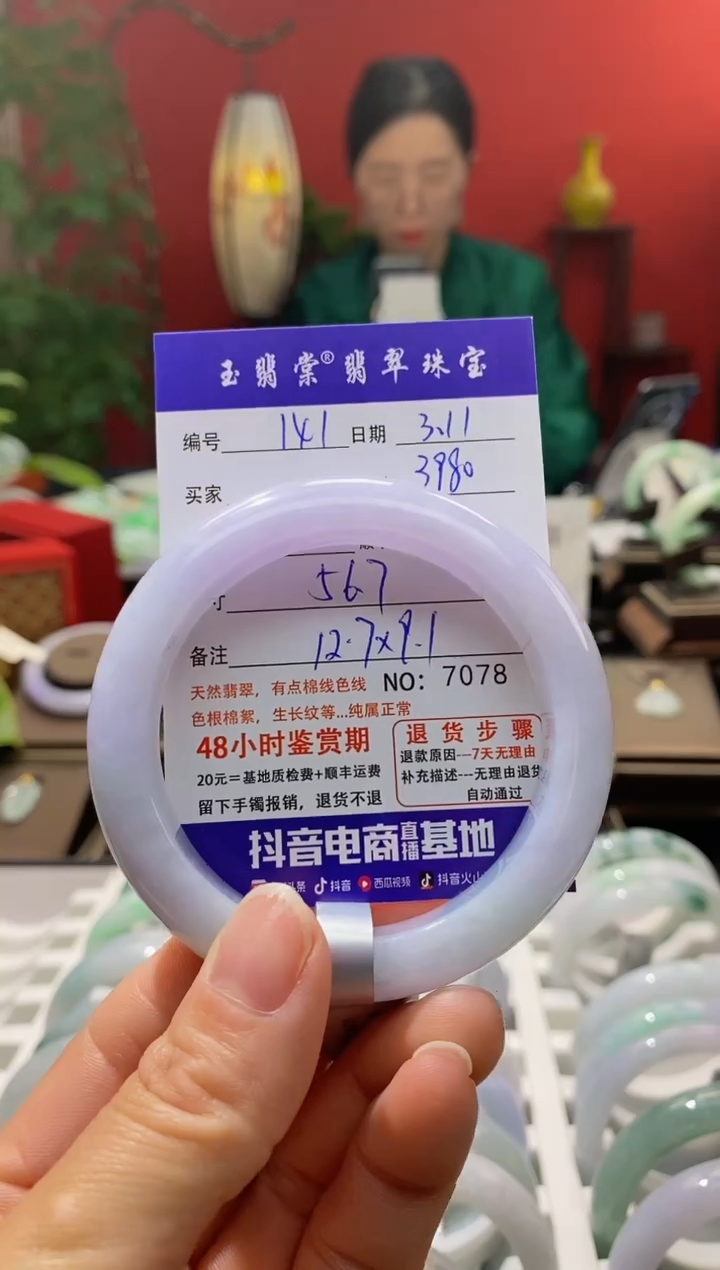 玉翡棠®翡翠珠宝
编号 141 日期 3.11
买家 3980
56.7
备注 12.7×9.1
天然翡翠，有点棉线色线 NO: 7078
色根棉絮，生长纹等...纯属正常
48小时鉴赏期
20元=基地质检费+顺丰运费
留下手镯报销，退货不退
退货步骤
退款原因---7天无理由
补充描述---无理由退货
自动通过
抖音电商直播基地
头条 抖音 西瓜视频 抖音火山